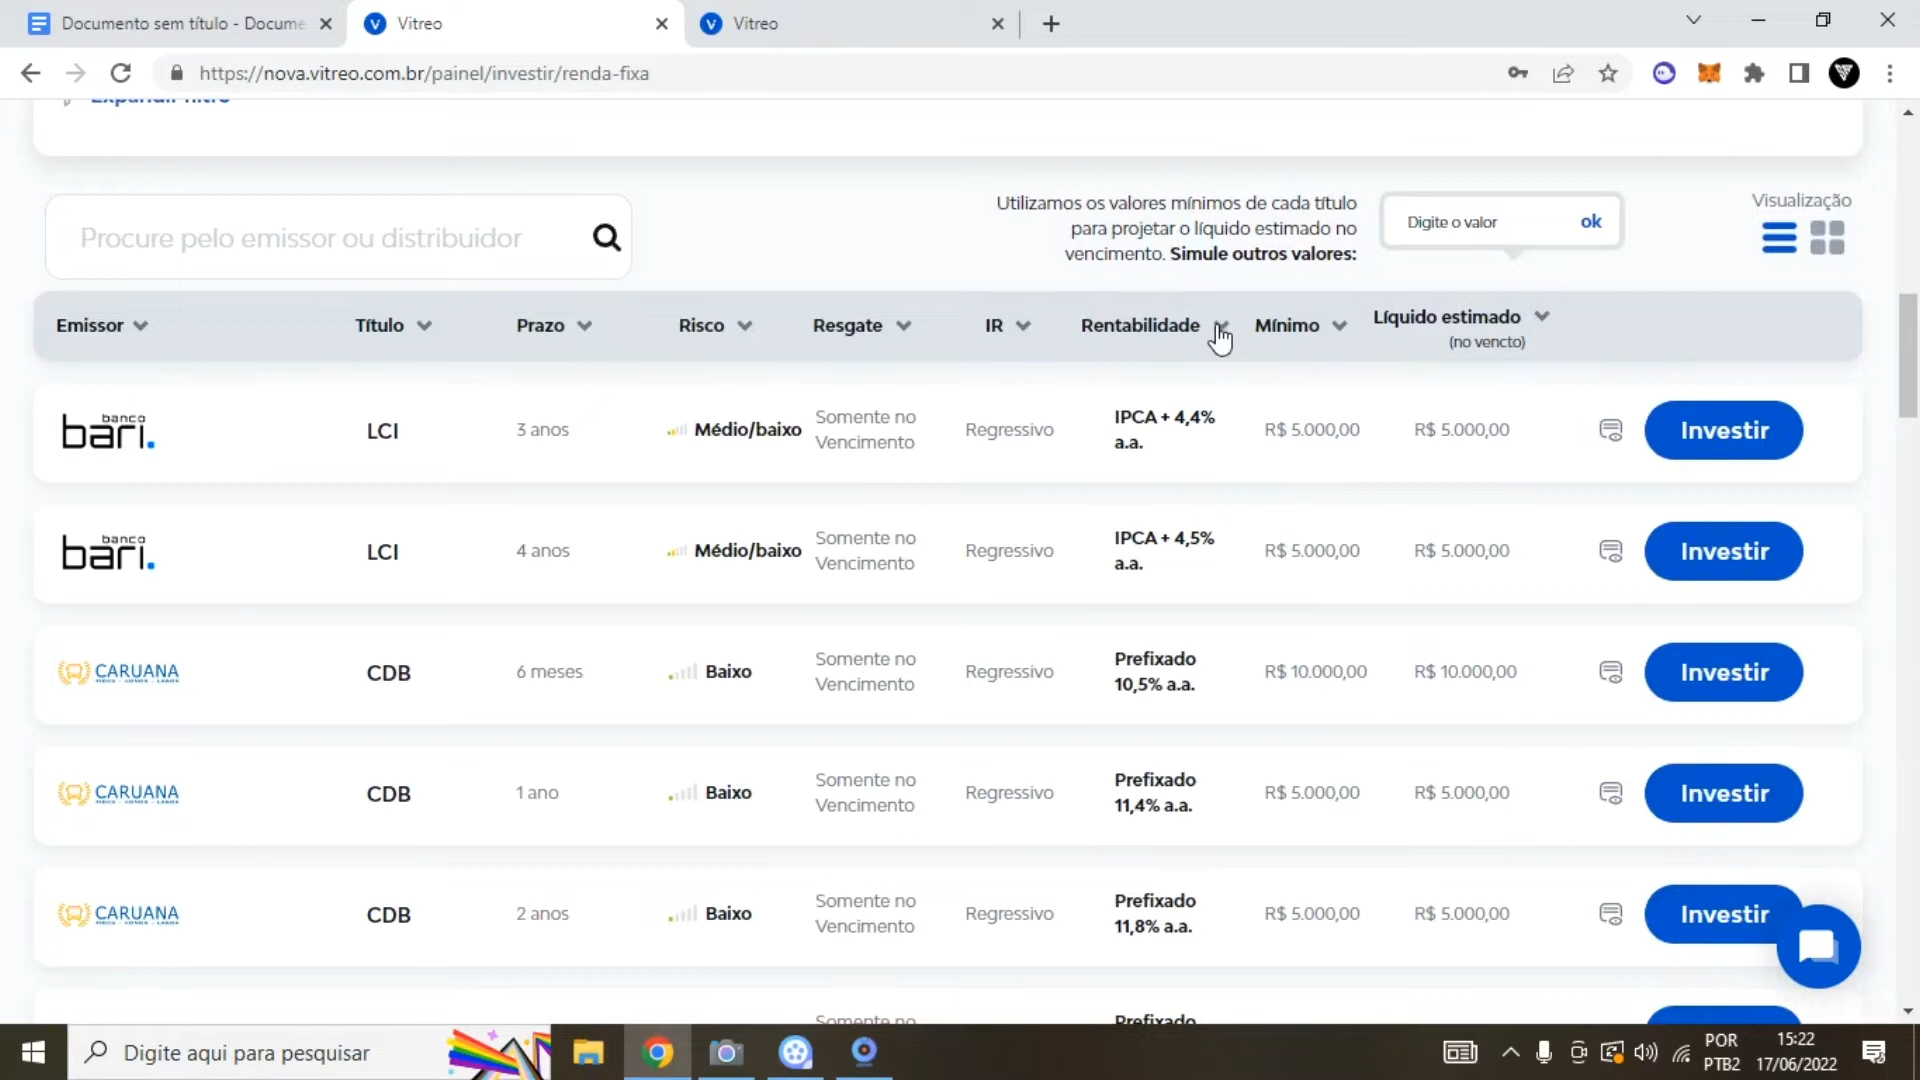 Documento sem título - Docume
Vitreo
Vitreo
https://nova.vitreo.com.br/painel/investir/renda-fixa
Expandir filtro
Procure pelo emissor ou distribuidor
Utilizamos os valores mínimos de cada título
para projetar o líquido estimado no
vencimento. Simule outros valores:
Digite o valor ok
Visualização
Emissor Título Prazo Risco Resgate IR Rentabilidade Mínimo Líquido estimado
(no vencto)
banco
bari. LCI 3 anos Médio/baixo Somente no
Vencimento Regressivo IPCA + 4,4%
a.a. R$ 5.000,00 R$ 5.000,00 Investir
banco
bari. LCI 4 anos Médio/baixo Somente no
Vencimento Regressivo IPCA + 4,5%
a.a. R$ 5.000,00 R$ 5.000,00 Investir
CARUANA CDB 6 meses Baixo Somente no
Vencimento Regressivo Prefixado
10,5% a.a. R$ 10.000,00 R$ 10.000,00 Investir
CARUANA CDB 1 ano Baixo Somente no
Vencimento Regressivo Prefixado
11,4% a.a. R$ 5.000,00 R$ 5.000,00 Investir
CARUANA CDB 2 anos Baixo Somente no
Vencimento Regressivo Prefixado
11,8% a.a. R$ 5.000,00 R$ 5.000,00 Investir
Somente no Prefixado
Digite aqui para pesquisar
POR
PTB2
15:22
17/06/2022